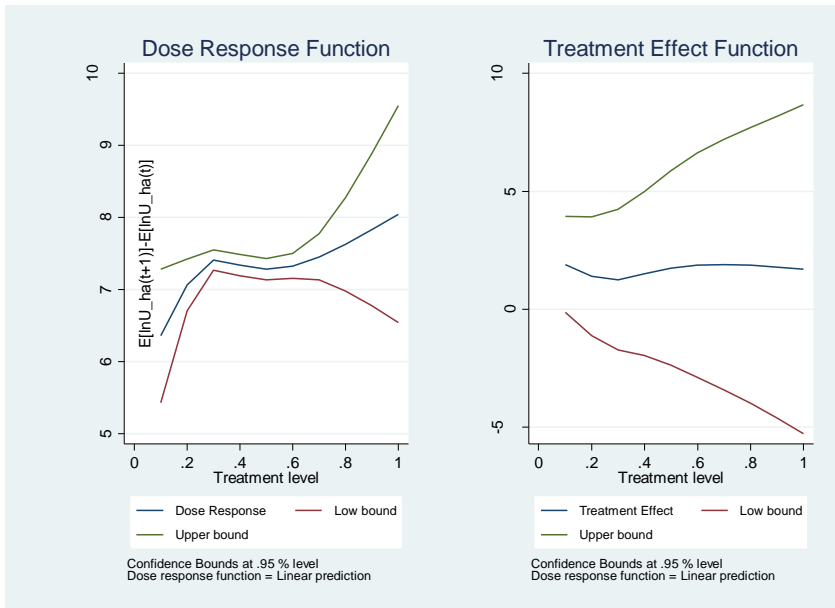 Dose Response Function
E[lnU_ha(t+1)]-E[lnU_ha(t)]
10
9
8
7
6
5
0 .2 .4 .6 .8 1
Treatment level
Dose Response Low bound
Upper bound
Confidence Bounds at .95 % level
Dose response function = Linear prediction
Treatment Effect Function
10
5
0
-5
0 .2 .4 .6 .8 1
Treatment level
Treatment Effect Low bound
Upper bound
Confidence Bounds at .95 % level
Dose response function = Linear prediction